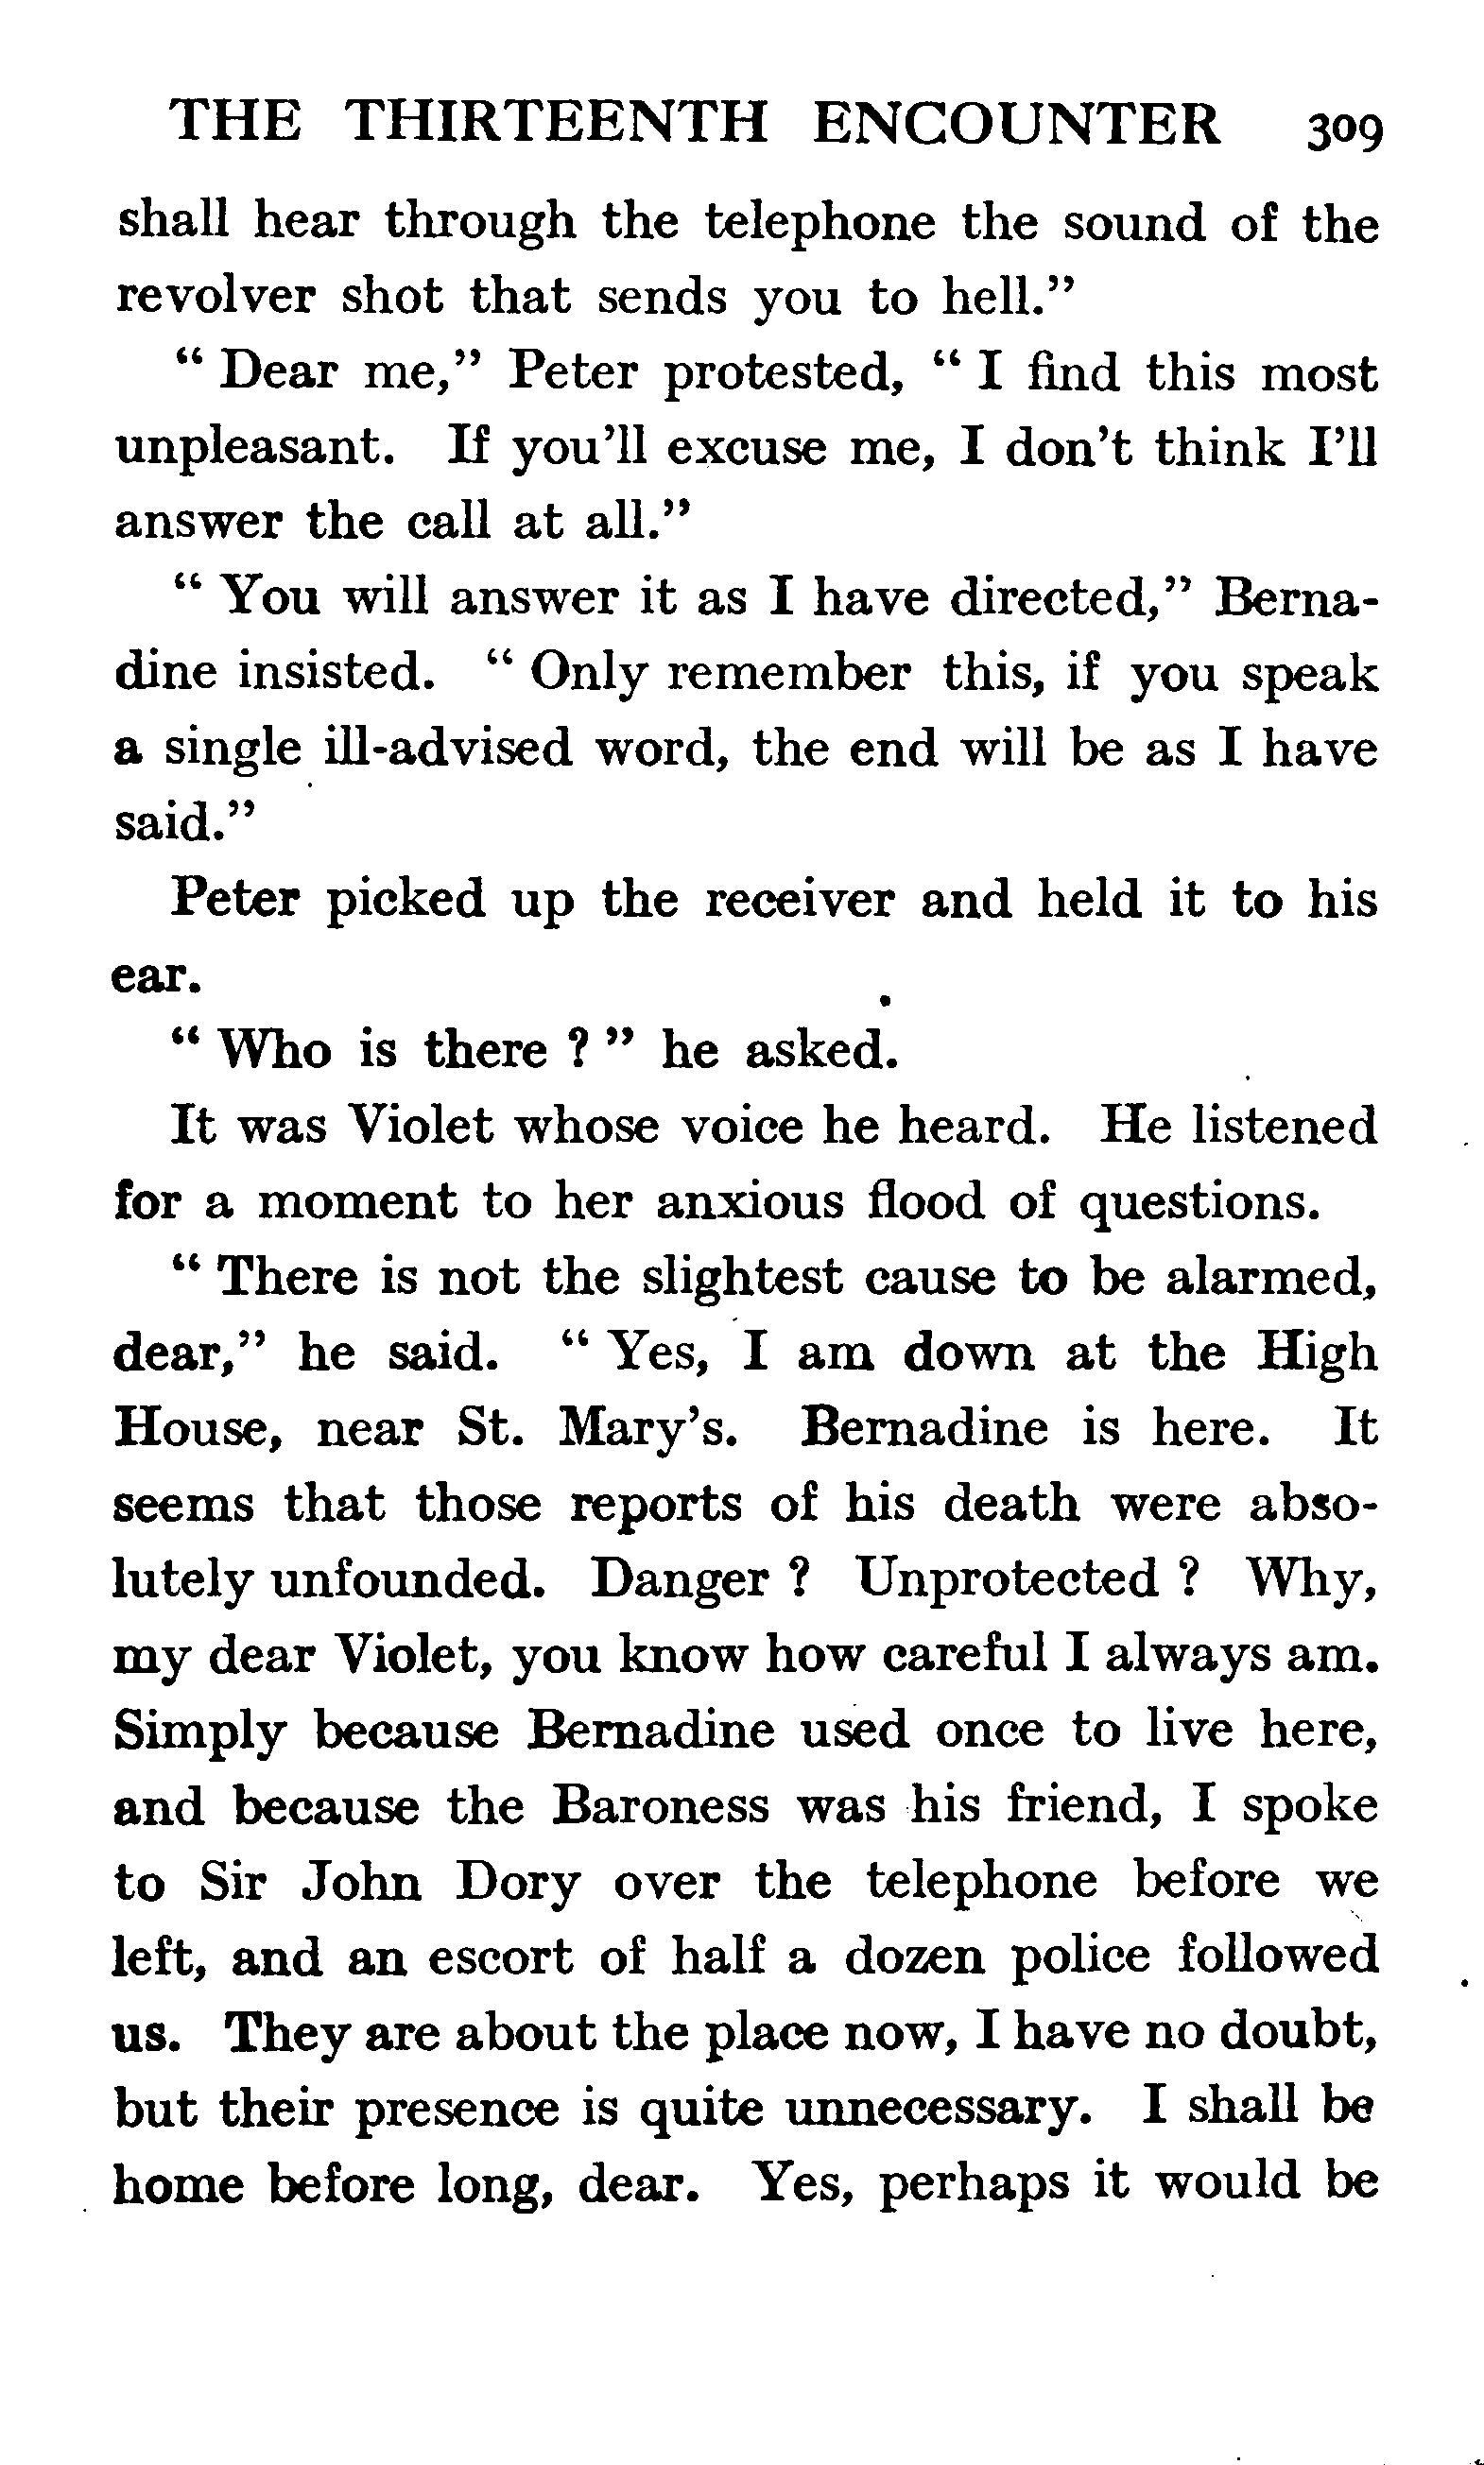 THE THIRTEENTH ENCOUNTER 309
shall hear through the telephone the sound of the
revolver shot that sends you to hell."
" Dear me," Peter protested, " I find this most
unpleasant. If you'll excuse me, I don't think I'll
answer the call at all."
" You will answer it as I have directed," Berna-
dine insisted. " Only remember this, if you speak
a single ill-advised word, the end will be as I have
said."
Peter picked up the receiver and held it to his
ear.
" Who is there ? " he asked.
It was Violet whose voice he heard. He listened
for a moment to her anxious flood of questions.
" There is not the slightest cause to be alarmed,
dear," he said. " Yes, I am down at the High
House, near St. Mary's. Bernadine is here. It
seems that those reports of his death were abso-
lutely unfounded. Danger ? Unprotected ? Why,
my dear Violet, you know how careful I always am.
Simply because Bernadine used once to live here,
and because the Baroness was his friend, I spoke
to Sir John Dory over the telephone before we
left, and an escort of half a dozen police followed
us. They are about the place now, I have no doubt,
but their presence is quite unnecessary. I shall be
home before long, dear. Yes, perhaps it would be